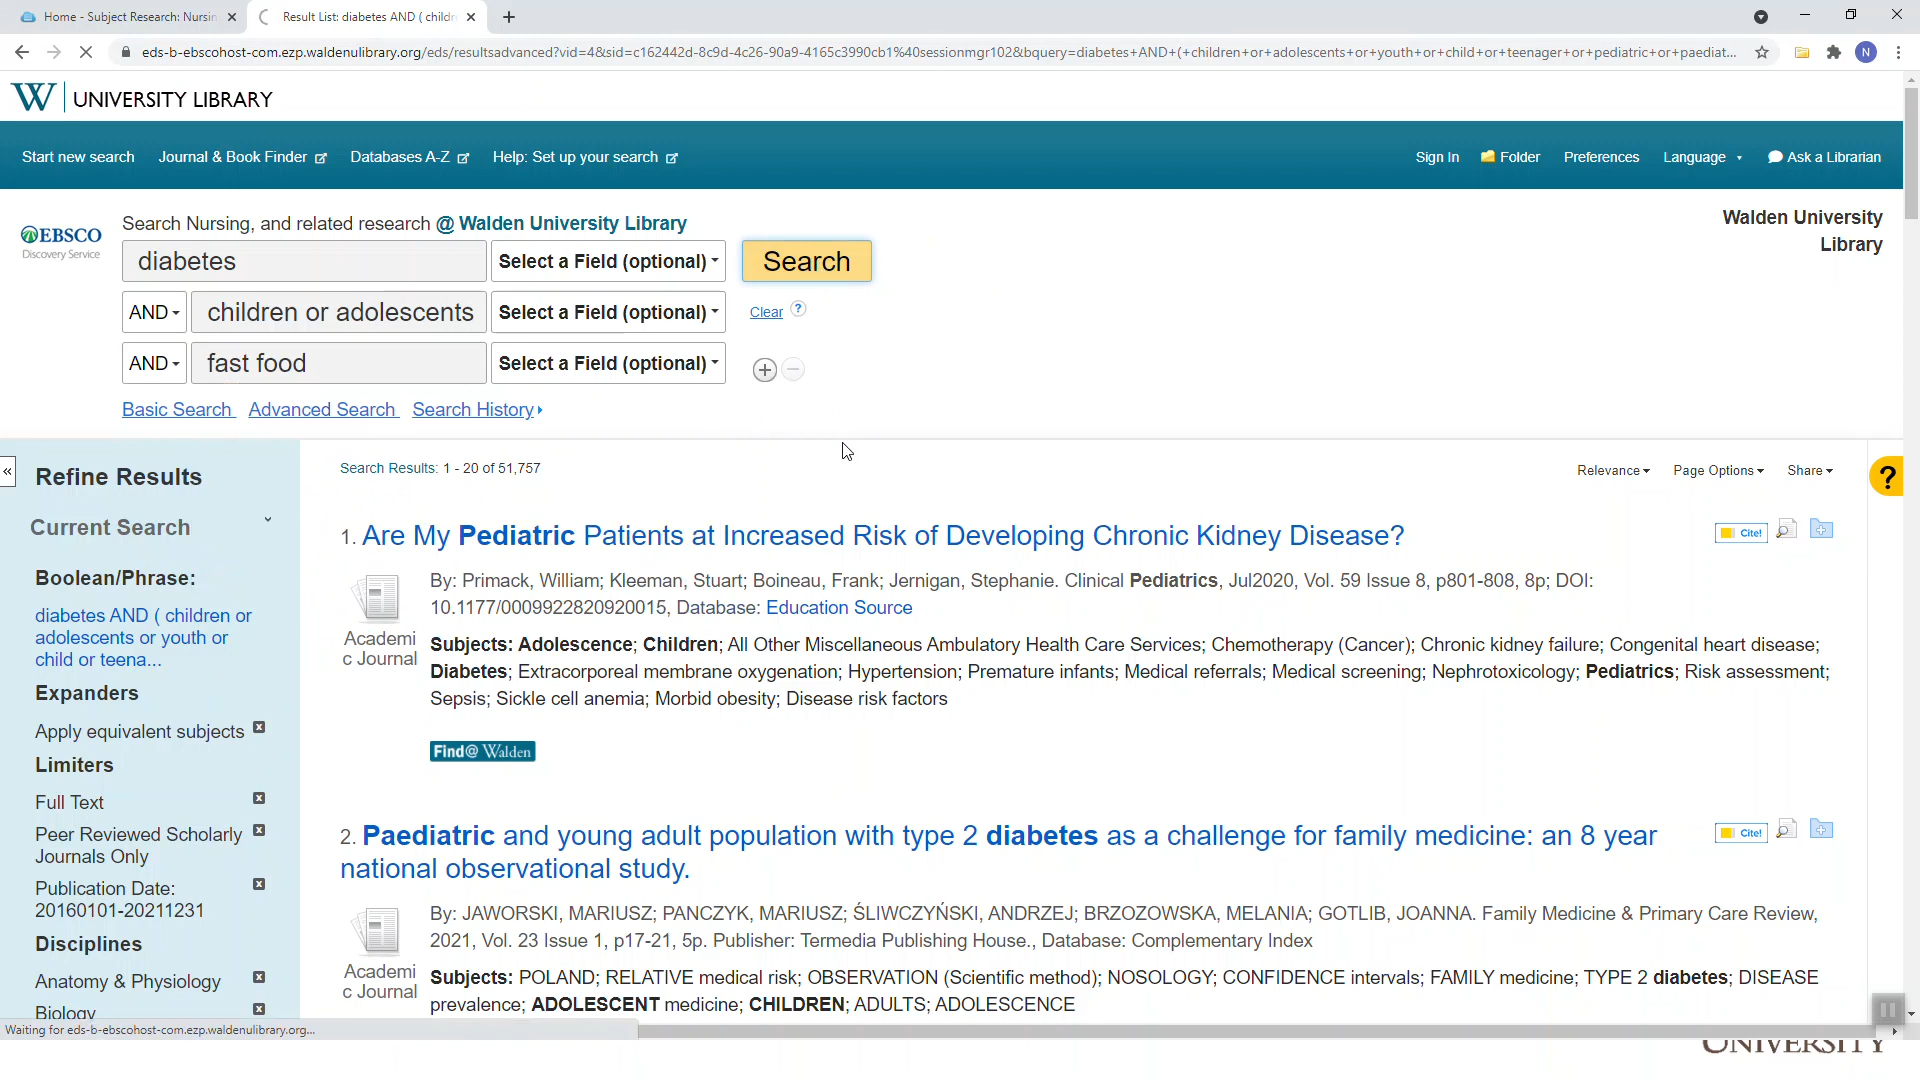 Home - Subject Research: Nursin
Result List: diabetes AND ( childr
eds-b-ebscohost-com.ezp.waldenulibrary.org/eds/resultsadvanced?vid=4&sid=c162442d-8c9d-4c26-90a9-4165c3990cb1%40sessionmgr102&bquery=diabetes+AND+(+children+or+adolescents+or+youth+or+child+or+teenager+or+pediatric+or+paediat...
N
W UNIVERSITY LIBRARY
Start new search Journal & Book Finder Databases A-Z Help: Set up your search Sign In Folder Preferences Language Ask a Librarian
Search Nursing, and related research @ Walden University Library
Walden University
Library
EBSCO
Discovery Service
diabetes Select a Field (optional) Search
AND children or adolescents Select a Field (optional) Clear ?
AND fast food Select a Field (optional)
Basic Search Advanced Search Search History
«
Refine Results
Current Search
Boolean/Phrase:
diabetes AND ( children or
adolescents or youth or
child or teena...
Expanders
Apply equivalent subjects
Limiters
Full Text
Peer Reviewed Scholarly
Journals Only
Publication Date:
20160101-20211231
Disciplines
Anatomy & Physiology
Biology
Search Results: 1 - 20 of 51,757
Relevance Page Options Share
?
1. Are My Pediatric Patients at Increased Risk of Developing Chronic Kidney Disease?
Cite!
Academi
c Journal
By: Primack, William; Kleeman, Stuart; Boineau, Frank; Jernigan, Stephanie. Clinical Pediatrics, Jul2020, Vol. 59 Issue 8, p801-808, 8p; DOI:
10.1177/0009922820920015, Database: Education Source
Subjects: Adolescence; Children; All Other Miscellaneous Ambulatory Health Care Services; Chemotherapy (Cancer); Chronic kidney failure; Congenital heart disease;
Diabetes; Extracorporeal membrane oxygenation; Hypertension; Premature infants; Medical referrals; Medical screening; Nephrotoxicology; Pediatrics; Risk assessment;
Sepsis; Sickle cell anemia; Morbid obesity; Disease risk factors
Find@ Walden
2. Paediatric and young adult population with type 2 diabetes as a challenge for family medicine: an 8 year
national observational study.
Cite!
Academi
c Journal
By: JAWORSKI, MARIUSZ; PANCZYK, MARIUSZ; ŚLIWCZYŃSKI, ANDRZEJ; BRZOZOWSKA, MELANIA; GOTLIB, JOANNA. Family Medicine & Primary Care Review,
2021, Vol. 23 Issue 1, p17-21, 5p. Publisher: Termedia Publishing House., Database: Complementary Index
Subjects: POLAND; RELATIVE medical risk; OBSERVATION (Scientific method); NOSOLOGY; CONFIDENCE intervals; FAMILY medicine; TYPE 2 diabetes; DISEASE
prevalence; ADOLESCENT medicine; CHILDREN; ADULTS; ADOLESCENCE
Waiting for eds-b-ebscohost-com.ezp.waldenulibrary.org...
UNIVERSITY